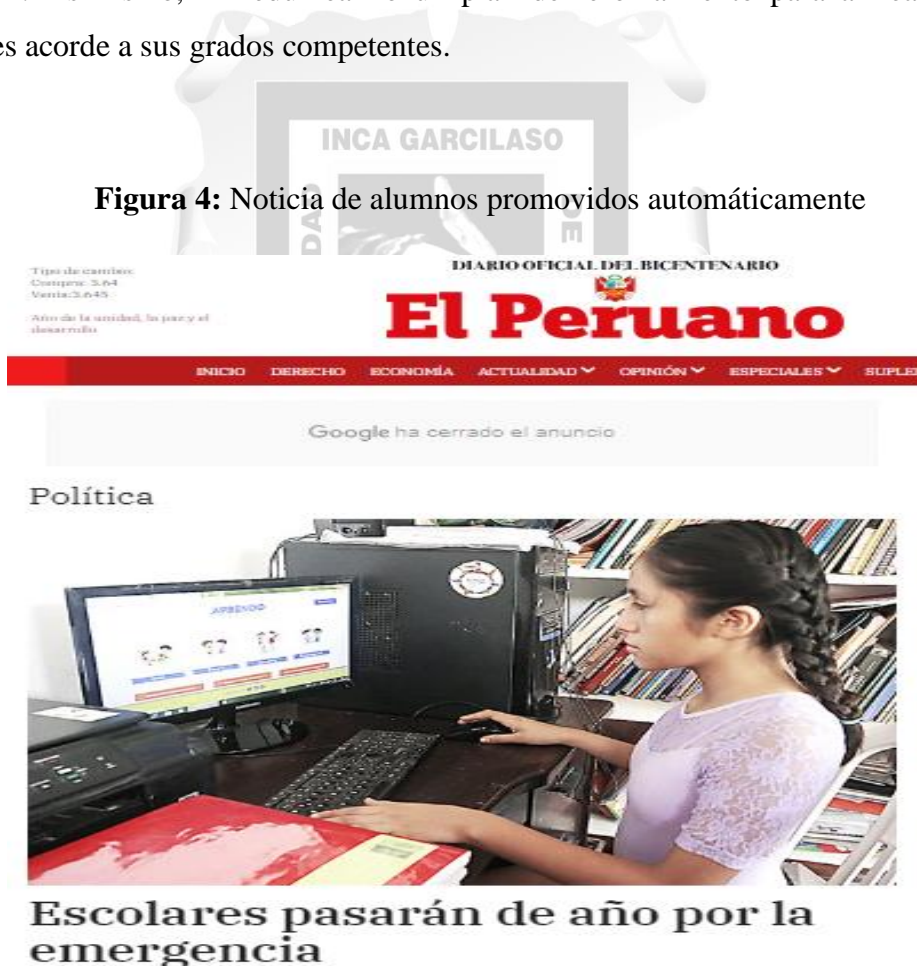 es acorde a sus grados competentes.
INCA GARCILASO
Figura 4: Noticia de alumnos promovidos automáticamente
DIARIO OFICIAL DEL BICENTENARIO
Tipo de cambio:
Compra: 3.64
Venta:3.645
Año de la unidad, la paz y el
desarrollo
El Peruano
INICIO DERECHO ECONOMÍA ACTUALIDAD OPINIÓN ESPECIALES
Google ha cerrado el anuncio
Política
Escolares pasarán de año por la
emergencia